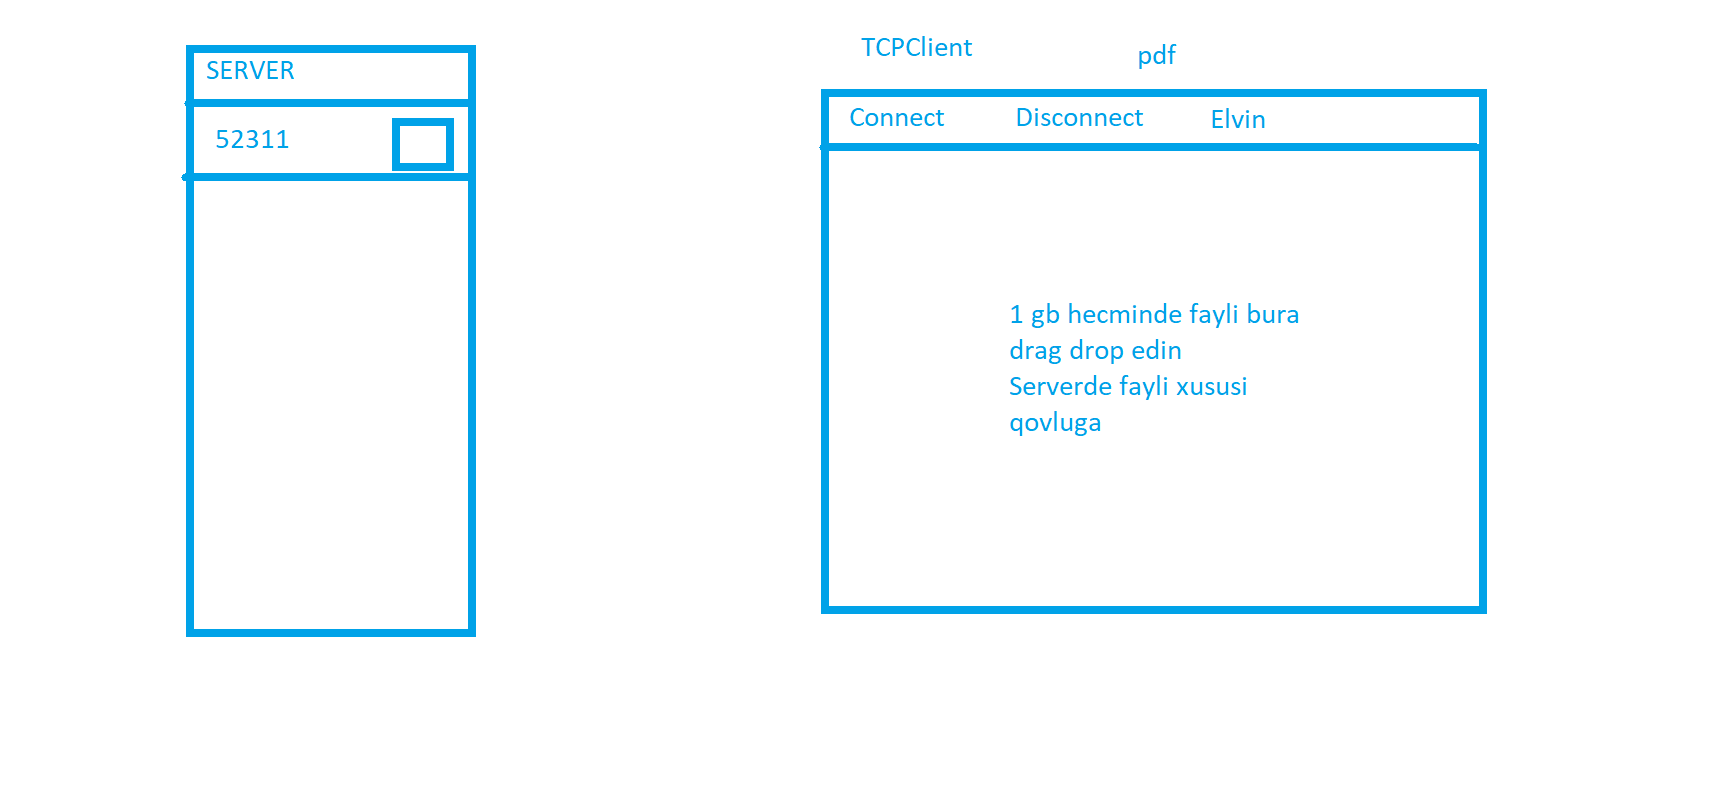 SERVER
52311
TCPClient
pdf
Connect
Disconnect
Elvin
1 gb hecminde fayli bura
drag drop edin
Serverde fayli xususi
qovluga